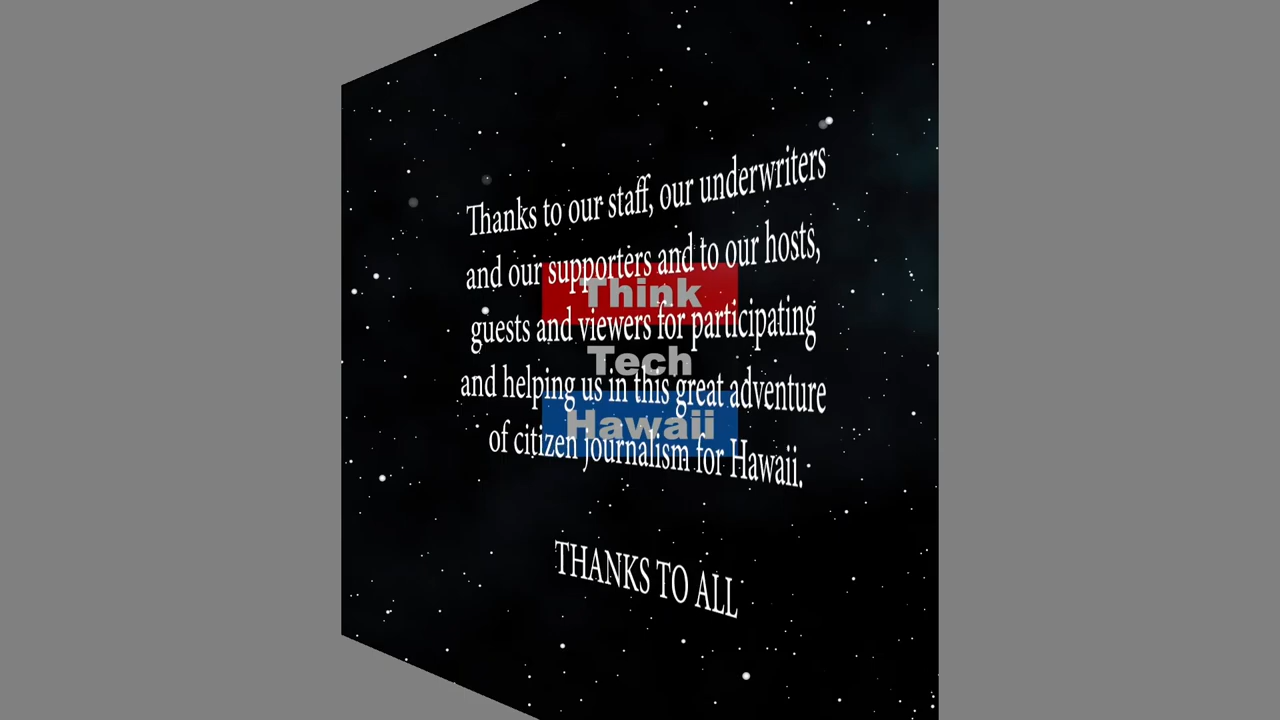 Thanks to our staff, our underwriters
and our supporters and to our hosts,
Think
guests and viewers for participating
Tech
and helping us in this great adventure
Hawaii
of citizen journalism for Hawaii.
THANKS TO ALL